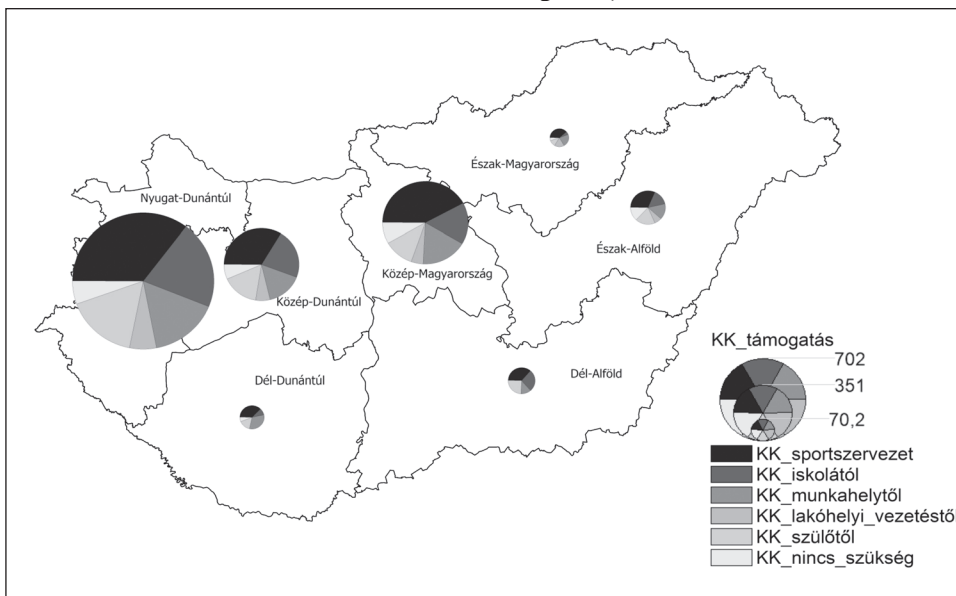 Észak-Magyarország
Nyugat-Dunántúl
Észak-Alföld
Közép-Magyarország
Közép-Dunántúl
Dél-Dunántúl
Dél-Alföld
KK_támogatás
702
351
70,2
KK_sportszervezet
KK_iskolától
KK_munkahelytől
KK_lakóhelyi_vezetéstől
KK_szülőtől
KK_nincs_szükség